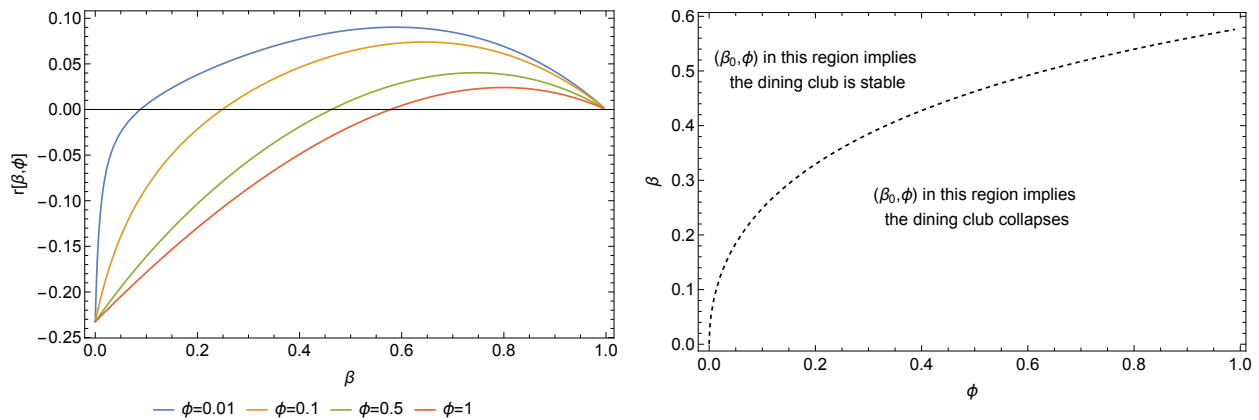 0.10
0.05
0.00
−0.05
−0.10
−0.15
−0.20
−0.25
r[β,ϕ]
0.0 0.2 0.4 0.6 0.8 1.0
β
ϕ=0.01 ϕ=0.1 ϕ=0.5 ϕ=1
0.6
0.5
0.4
0.3
0.2
0.1
0.0
β
(β₀,ϕ) in this region implies
the dining club is stable
(β₀,ϕ) in this region implies
the dining club collapses
0.0 0.2 0.4 0.6 0.8 1.0
ϕ